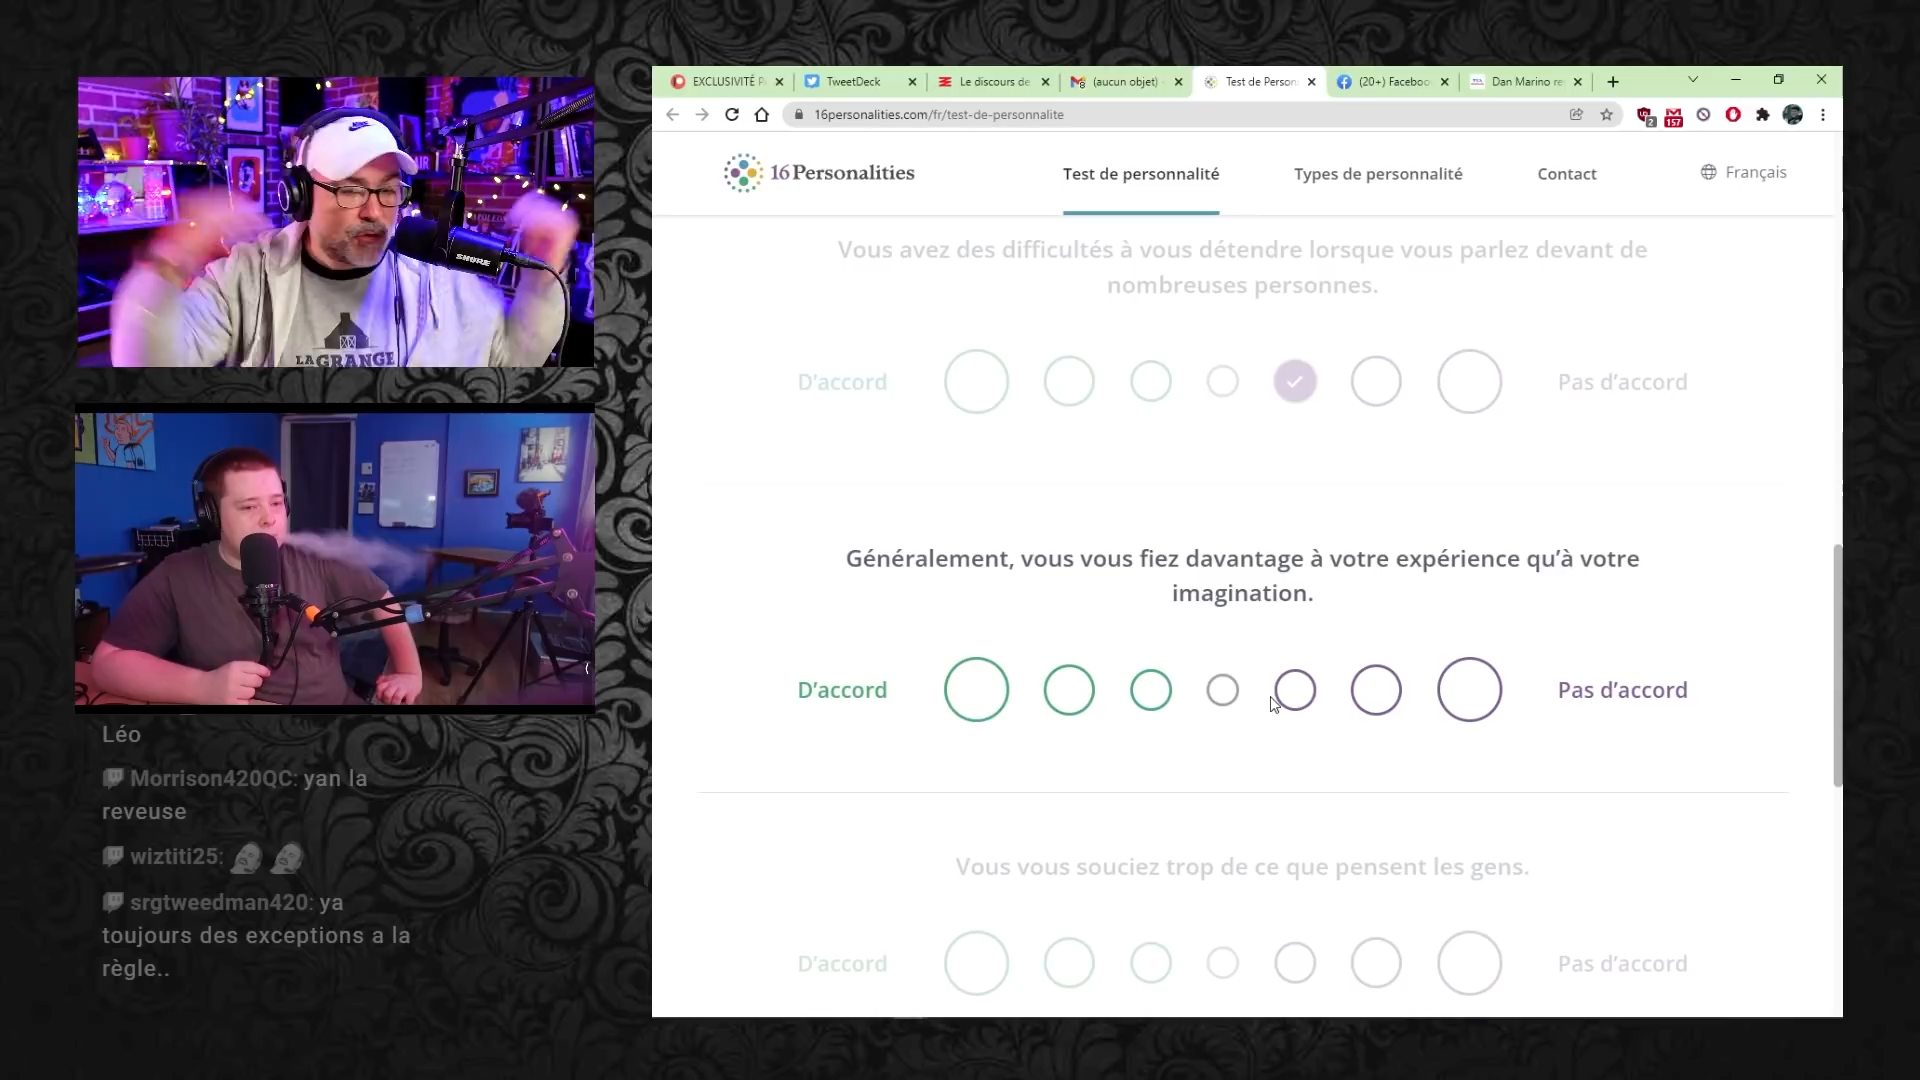 EXCLUSIVITÉ
TweetDeck
Le discours de
(aucun objet)
Test de Person
(20+) Faceboo
Dan Marino re
16personalities.com/fr/test-de-personnalite
2
157
16Personalities
Test de personnalité
Types de personnalité
Contact
Français
Vous avez des difficultés à vous détendre lorsque vous parlez devant de
nombreuses personnes.
D'accord
Pas d'accord
Généralement, vous vous fiez davantage à votre expérience qu'à votre
imagination.
D'accord
Pas d'accord
Vous vous souciez trop de ce que pensent les gens.
D'accord
Pas d'accord
SHURE
LAGRANGE
Léo
Morrison420QC: yan la
reveuse
wiztiti25:
srgtweedman420: ya
toujours des exceptions a la
règle..